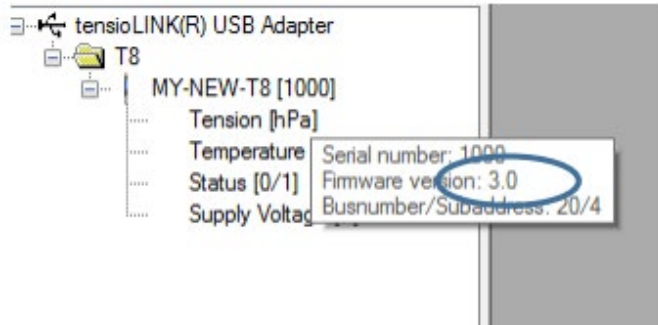 tensioLINK(R) USB Adapter
T8
MY-NEW-T8 [1000]
Tension [hPa]
Temperature
Status [0/1]
Supply
Serial number: 1000
Firmware version: 3.0
Busnumber/Subaddress: 20/4